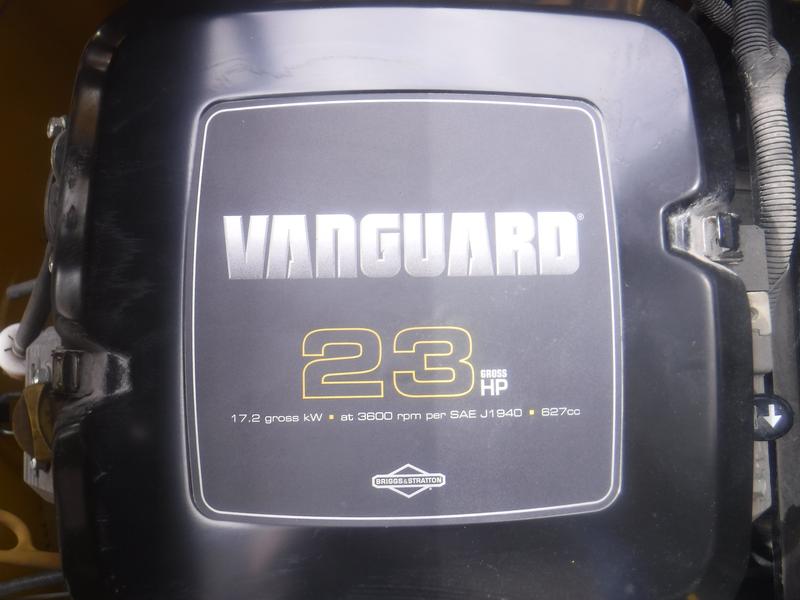 VANGUARD®
23 GROSS HP
17.2 gross kW ▪ at 3600 rpm per SAE J1940 ▪ 627cc
BRIGGS & STRATTON